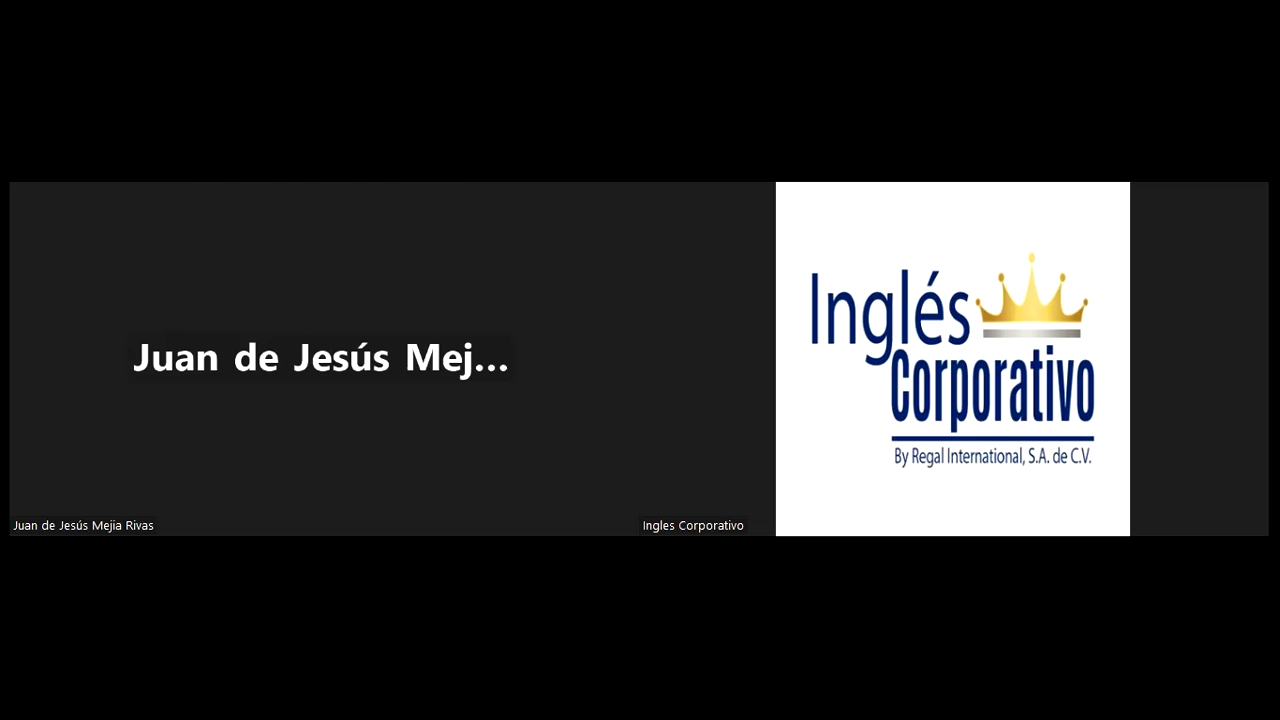 Juan de Jesús Mej...
Juan de Jesús Mejia Rivas
Inglés
Corporativo
By Regal International, S.A. de C.V.
Ingles Corporativo